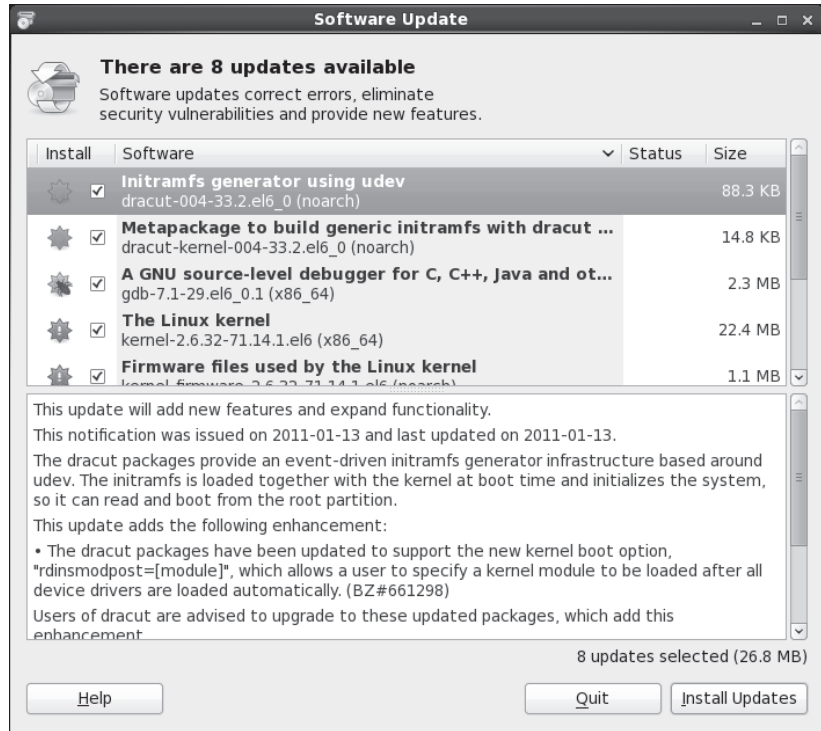 Software Update
There are 8 updates available
Software updates correct errors, eliminate
security vulnerabilities and provide new features.
Install Software Status Size
Initramfs generator using udev
dracut-004-33.2.el6_0 (noarch)
88.3 KB
Metapackage to build generic initramfs with dracut ...
dracut-kernel-004-33.2.el6_0 (noarch)
14.8 KB
A GNU source-level debugger for C, C++, Java and ot...
gdb-7.1-29.el6_0.1 (x86_64)
2.3 MB
The Linux kernel
kernel-2.6.32-71.14.1.el6 (x86_64)
22.4 MB
Firmware files used by the Linux kernel
kernel-firmware-2.6.32-71.14.1.el6 (noarch)
1.1 MB
This update will add new features and expand functionality.
This notification was issued on 2011-01-13 and last updated on 2011-01-13.
The dracut packages provide an event-driven initramfs generator infrastructure based around
udev. The initramfs is loaded together with the kernel at boot time and initializes the system,
so it can read and boot from the root partition.
This update adds the following enhancement:
• The dracut packages have been updated to support the new kernel boot option,
"rdinsmodpost=[module]", which allows a user to specify a kernel module to be loaded after all
device drivers are loaded automatically. (BZ#661298)
Users of dracut are advised to upgrade to these updated packages, which add this
enhancement.
8 updates selected (26.8 MB)
Help Quit Install Updates